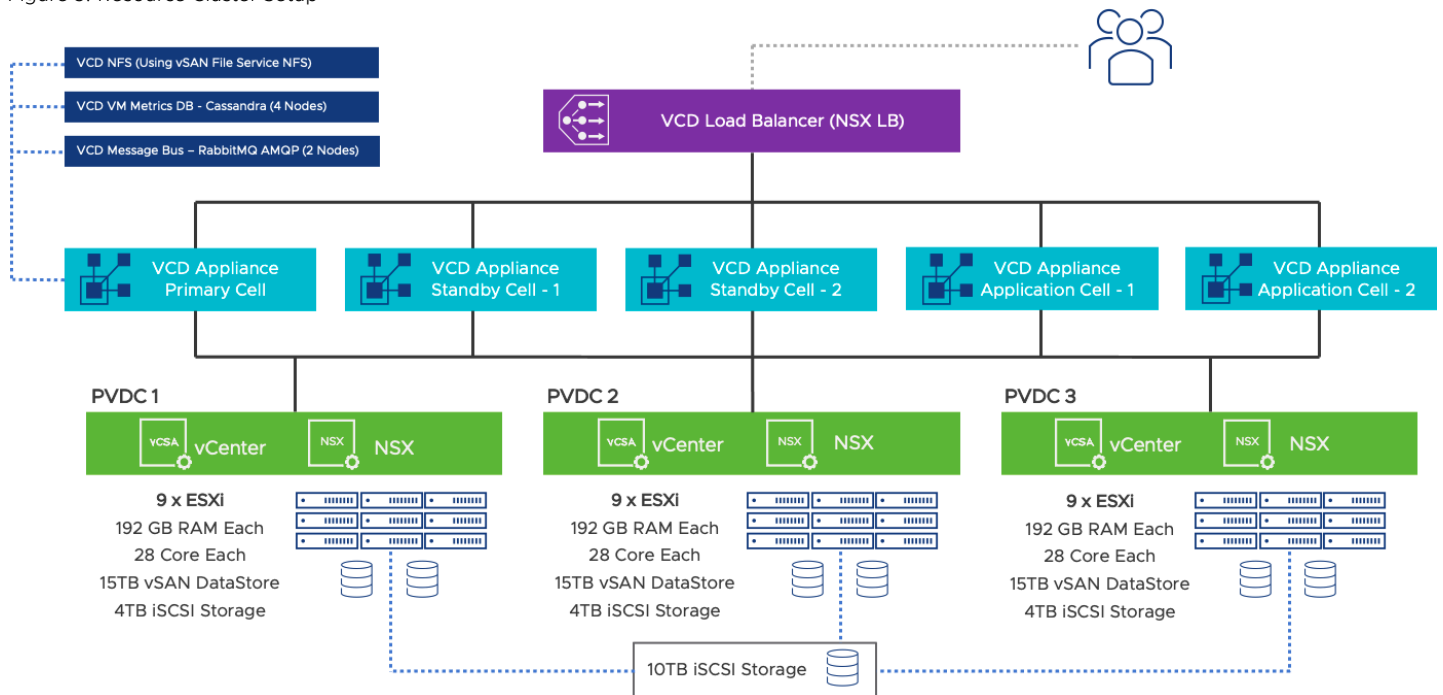 VCD NFS (Using vSAN File Service NFS)
VCD VM Metrics DB - Cassandra (4 Nodes)
VCD Message Bus – RabbitMQ AMQP (2 Nodes)
VCD Load Balancer (NSX LB)
VCD Appliance
Primary Cell
VCD Appliance
Standby Cell - 1
VCD Appliance
Standby Cell - 2
VCD Appliance
Application Cell - 1
VCD Appliance
Application Cell - 2
PVDC 1
vCSA vCenter NSX NSX
9 x ESXi
192 GB RAM Each
28 Core Each
15TB vSAN DataStore
4TB iSCSI Storage
PVDC 2
vCSA vCenter NSX NSX
9 x ESXi
192 GB RAM Each
28 Core Each
15TB vSAN DataStore
4TB iSCSI Storage
PVDC 3
vCSA vCenter NSX NSX
9 x ESXi
192 GB RAM Each
28 Core Each
15TB vSAN DataStore
4TB iSCSI Storage
10TB iSCSI Storage